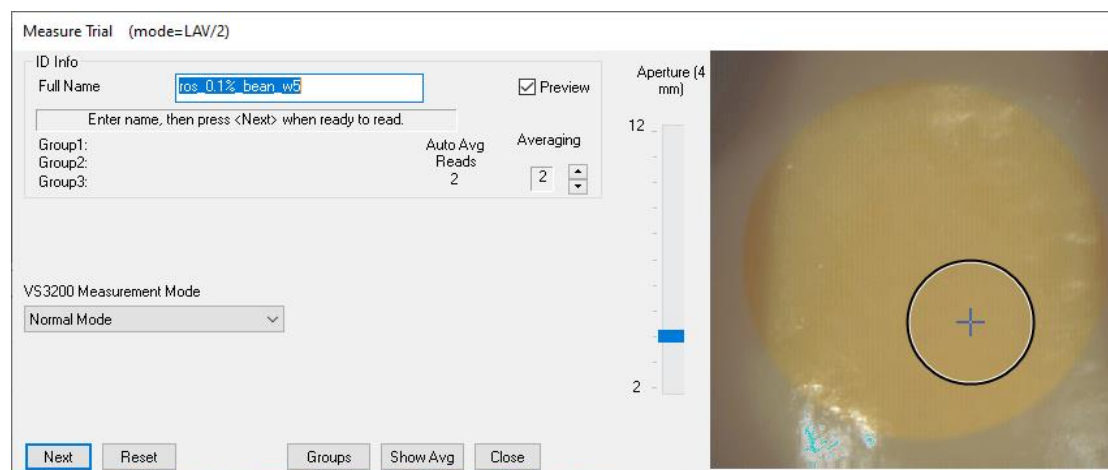 Measure Trial (mode=LAV/2)
ID Info
Full Name
ros_0.1%_bean_w5
Preview
Enter name, then press <Next> when ready to read.
Group1:
Group2:
Group3:
Auto Avg
Reads
2
Averaging
2
Aperture (4
mm)
12
2
VS3200 Measurement Mode
Normal Mode
Next
Reset
Groups
Show Avg
Close